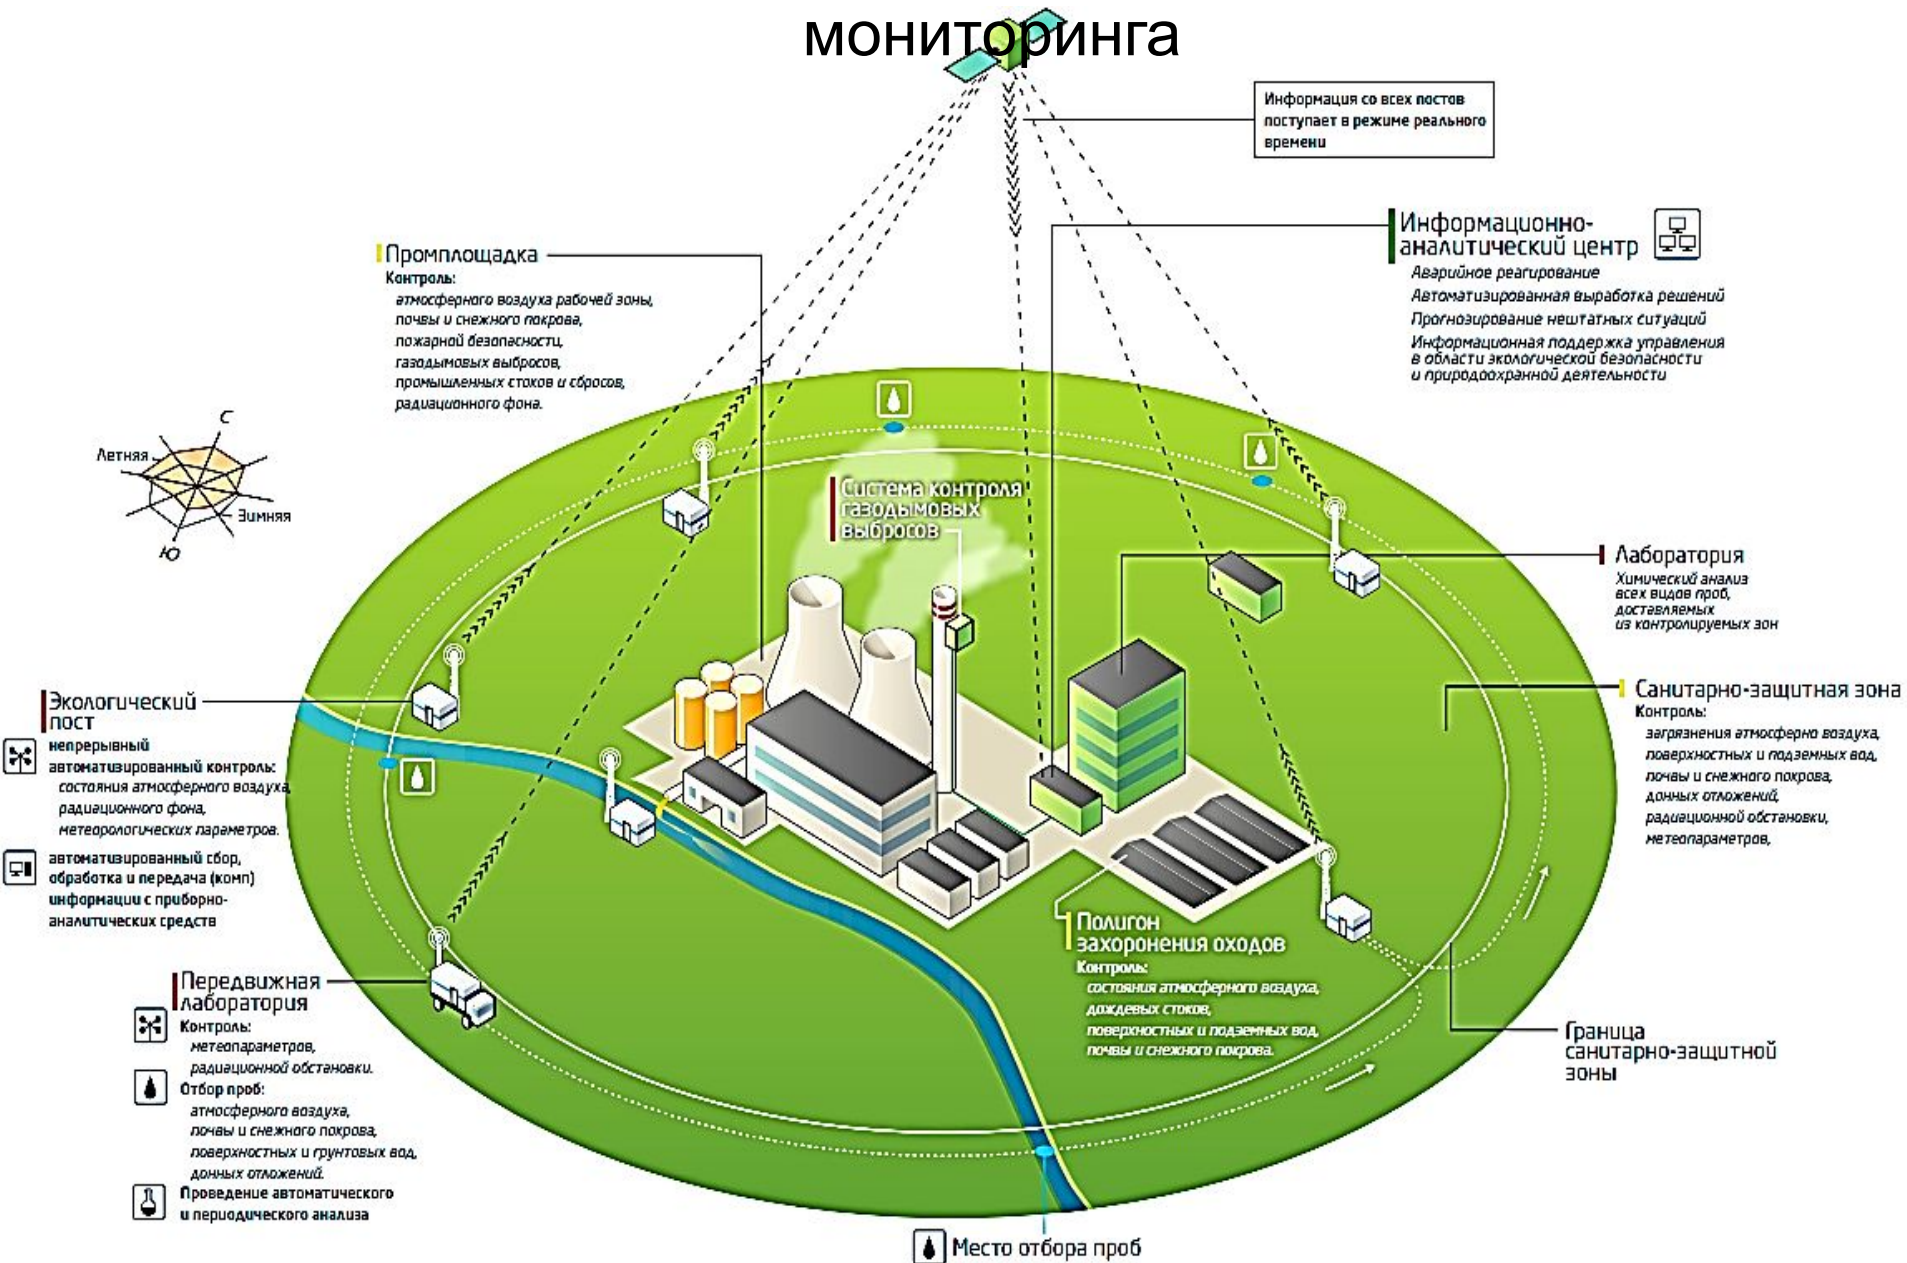 мониторинга
Информация со всех постов
поступает в режиме реального
времени
Информационно-
аналитический центр
Аварийное реагирование
Автоматизированная выработка решений
Прогнозирование нештатных ситуаций
Информационная поддержка управления
в области экологической безопасности
и природоохранной деятельности
Промплощадка
Контроль:
атмосферного воздуха рабочей зоны,
почвы и снежного покрова,
пожарной безопасности,
газодымовых выбросов,
промышленных стоков и сбросов,
радиационного фона.
С
Летняя
Зимняя
Ю
Система контроля
газодымовых
выбросов
Лаборатория
Химический анализ
всех видов проб,
доставляемых
из контролируемых зон
Экологический
пост
непрерывный
автоматизированный контроль:
состояния атмосферного воздуха,
радиационного фона,
метеорологических параметров.
автоматизированный сбор,
обработка и передача (комп)
информации с приборно-
аналитических средств
Санитарно-защитная зона
Контроль:
загрязнения атмосферно воздуха,
поверхностных и подземных вод,
почвы и снежного покрова,
донных отложений,
радиационной обстановки,
метеопараметров,
Полигон
захоронения оходов
Контроль:
состояния атмосферного воздуха,
дождевых стоков,
поверхностных и подземных вод,
почвы и снежного покрова.
Передвижная
лаборатория
Контроль:
метеопараметров,
радиационной обстановки.
Отбор проб:
атмосферного воздуха,
почвы и снежного покрова,
поверхностных и грунтовых вод,
донных отложений.
Проведение автоматического
и периодического анализа
Граница
санитарно-защитной
зоны
Место отбора проб